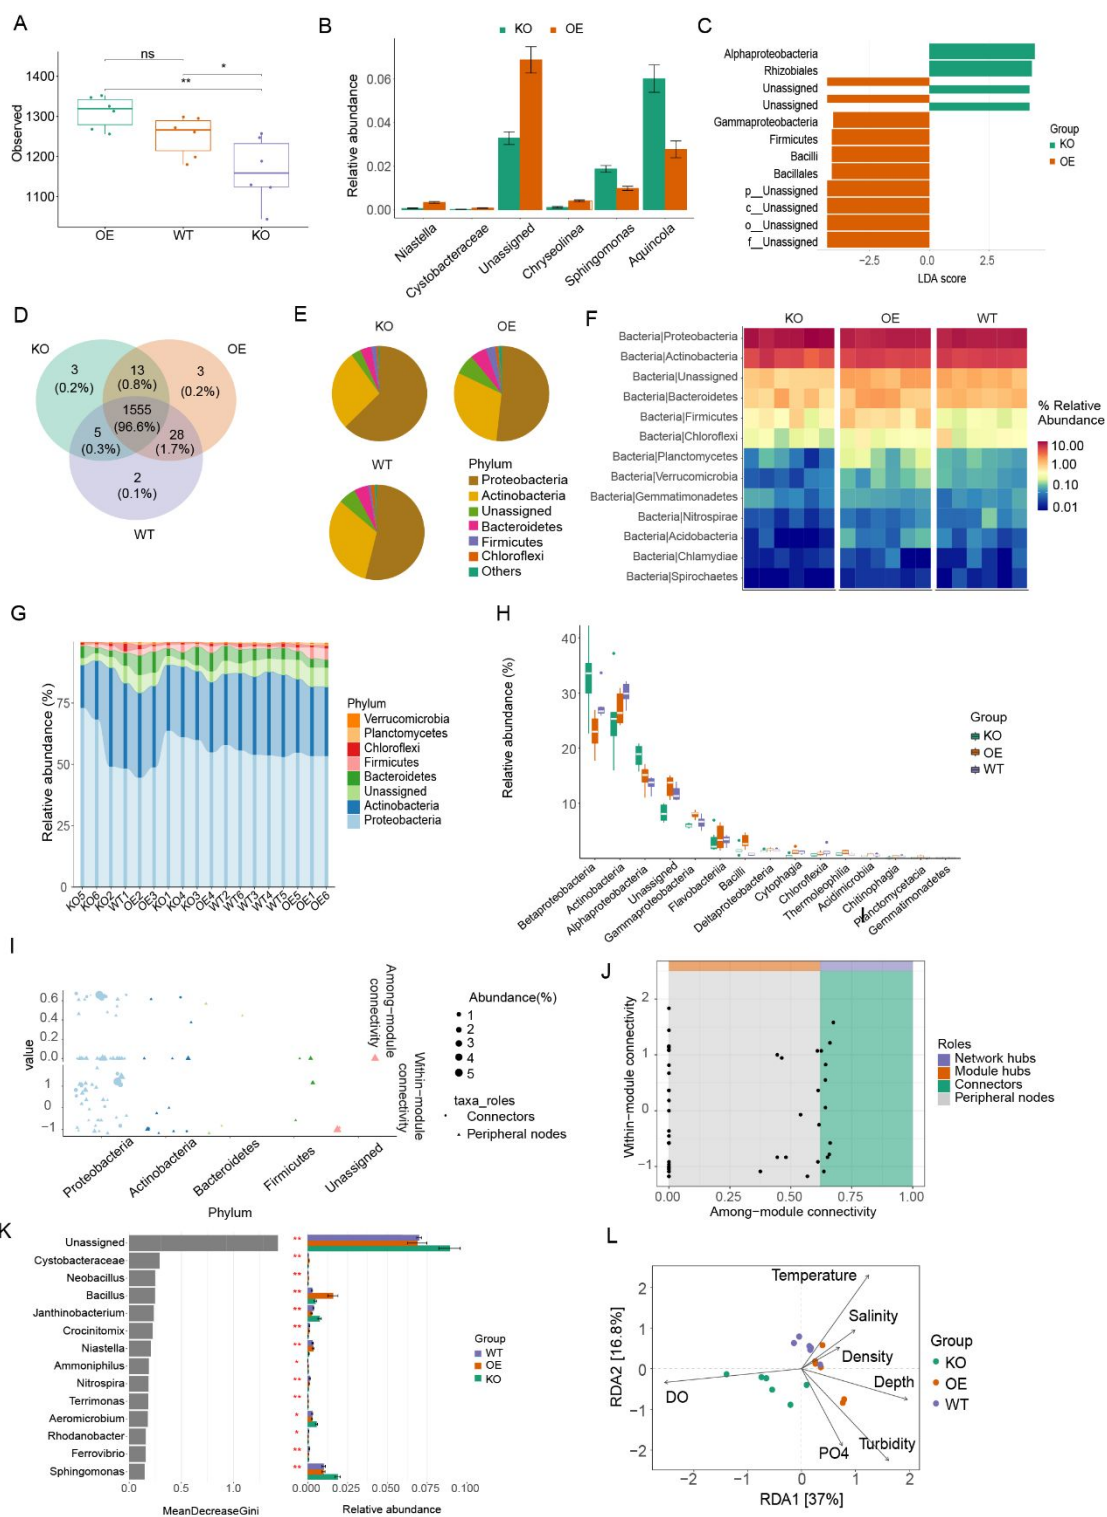 A
ns
*
**
1400
1300
1200
1100
Observed
OE
WT
KO
B
KO
OE
Relative abundance
0.06
0.04
0.02
0.00
Niastella
Cystobacteraceae
Unassigned
Chryseolinea
Sphingomonas
Aquincola
C
Alphaproteobacteria
Rhizobiales
Unassigned
Unassigned
Gammaproteobacteria
Firmicutes
Bacilli
Bacillales
p__Unassigned
c__Unassigned
o__Unassigned
f__Unassigned
−2.5
0.0
2.5
LDA score
Group
KO
OE
D
KO
OE
WT
3
(0.2%)
13
(0.8%)
3
(0.2%)
1555
(96.6%)
5
(0.3%)
28
(1.7%)
2
(0.1%)
E
KO
OE
WT
Phylum
Proteobacteria
Actinobacteria
Unassigned
Bacteroidetes
Firmicutes
Chloroflexi
Others
F
KO
OE
WT
Bacteria|Proteobacteria
Bacteria|Actinobacteria
Bacteria|Unassigned
Bacteria|Bacteroidetes
Bacteria|Firmicutes
Bacteria|Chloroflexi
Bacteria|Planctomycetes
Bacteria|Verrucomicrobia
Bacteria|Gemmatimonadetes
Bacteria|Nitrospirae
Bacteria|Acidobacteria
Bacteria|Chlamydiae
Bacteria|Spirochaetes
% Relative
Abundance
10.00
1.00
0.10
0.01
G
Relative abundance (%)
75
50
25
0
KO5
KO6
KO2
WT1
OE2
OE3
KO1
KO4
KO3
OE4
WT2
WT6
WT3
WT4
WT5
OE5
OE1
OE6
Phylum
Verrucomicrobia
Planctomycetes
Chloroflexi
Firmicutes
Bacteroidetes
Unassigned
Actinobacteria
Proteobacteria
H
Relative abundance (%)
40
30
20
10
Betaproteobacteria
Actinobacteria
Alphaproteobacteria
Unassigned
Gammaproteobacteria
Flavobacteriia
Bacilli
Deltaproteobacteria
Cytophagia
Chloroflexia
Thermoleophilia
Acidimicrobiia
Chitinophagia
Planctomycetacia
Gemmatimonadetes
Group
KO
OE
WT
I
value
0.6
0.4
0.2
0.0
1
0
−1
Among−module
connectivity
Within−module
connectivity
Proteobacteria
Actinobacteria
Bacteroidetes
Firmicutes
Unassigned
Phylum
Abundance(%)
1
2
3
4
5
taxa_roles
Connectors
Peripheral nodes
J
Within−module connectivity
2
1
0
−1
0.00
0.25
0.50
0.75
1.00
Among−module connectivity
Roles
Network hubs
Module hubs
Connectors
Peripheral nodes
K
Unassigned
Cystobacteraceae
Neobacillus
Bacillus
Janthinobacterium
Crocinitomix
Niastella
Ammoniphilus
Nitrospira
Terrimonas
Aeromicrobium
Rhodanobacter
Ferrovibrio
Sphingomonas
0.0
0.5
1.0
MeanDecreaseGini
**
**
**
**
**
**
**
*
**
**
*
*
**
**
0.000
0.025
0.050
0.075
0.100
Relative abundance
Group
WT
OE
KO
L
RDA2 [16.8%]
2
1
0
−1
−2
−2
−1
0
1
2
RDA1 [37%]
Temperature
Salinity
Density
Depth
DO
PO4
Turbidity
Group
KO
OE
WT